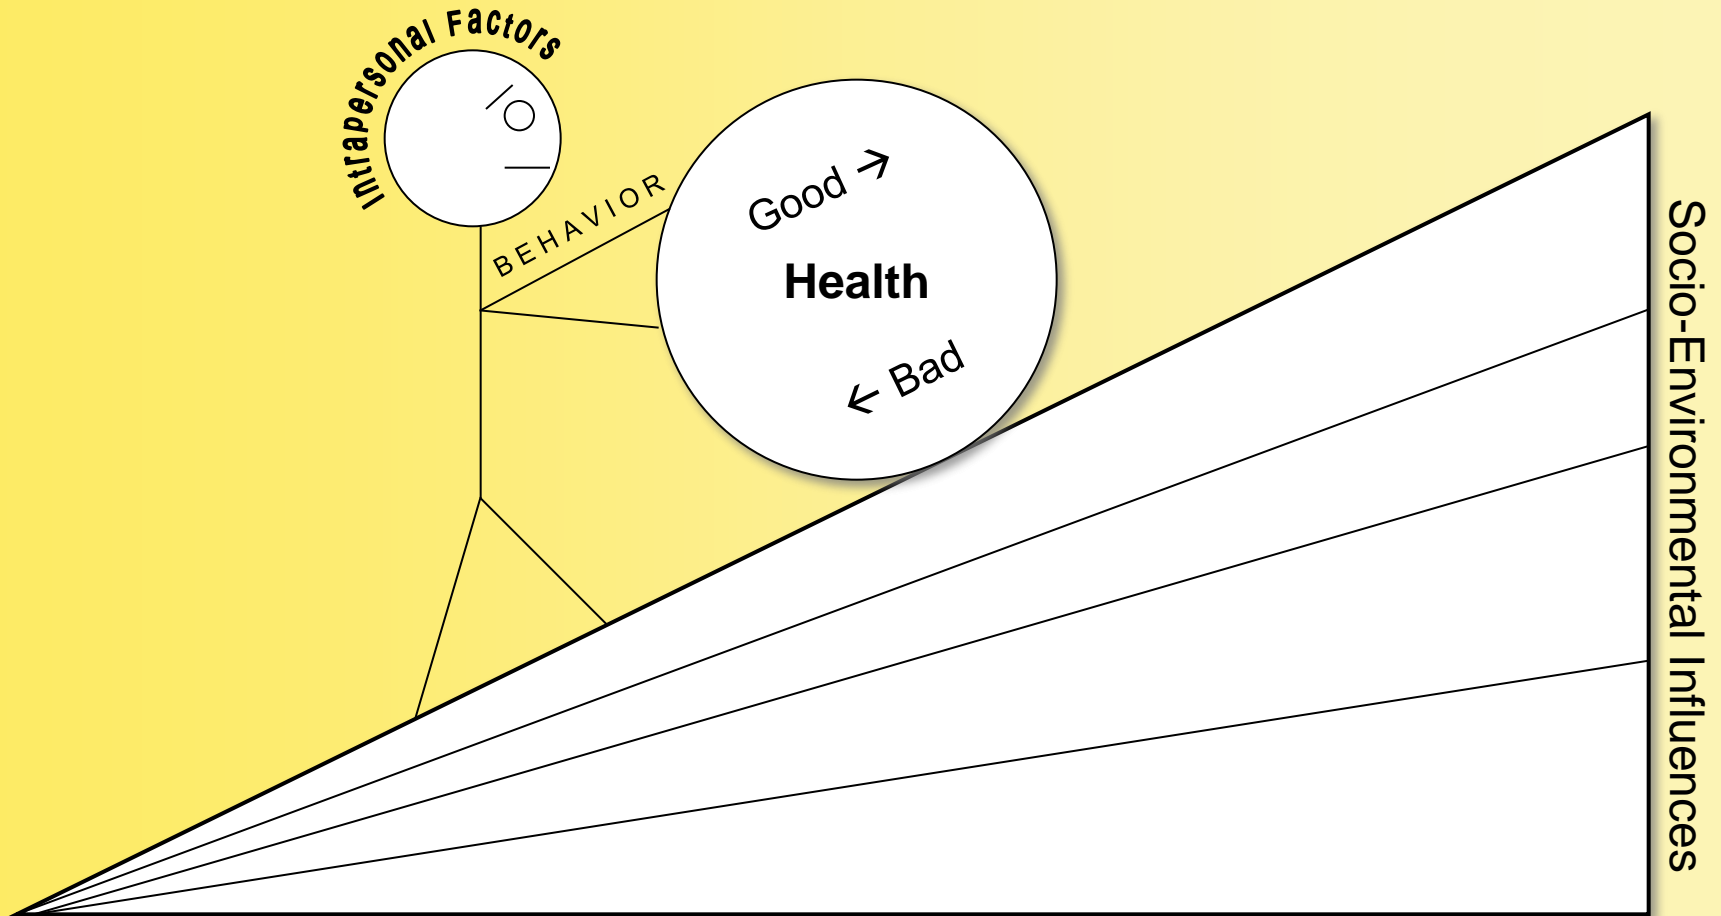 Intrapersonal Factors
BEHAVIOR
Good →
Health
← Bad
Socio-Environmental Influences